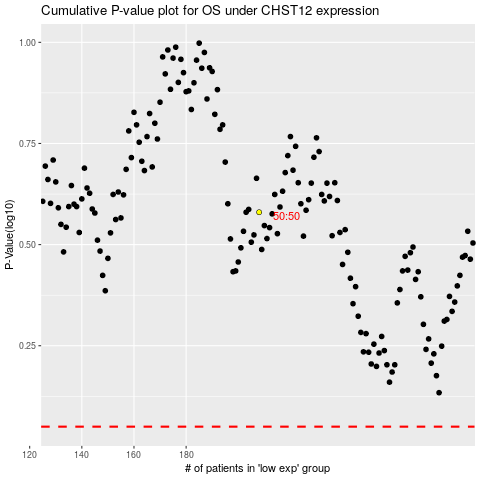 Cumulative P-value plot for OS under CHST12 expression
P-Value(log10)
1.00
0.75
0.50
0.25
50:50
120 140 160 180
# of patients in 'low exp' group